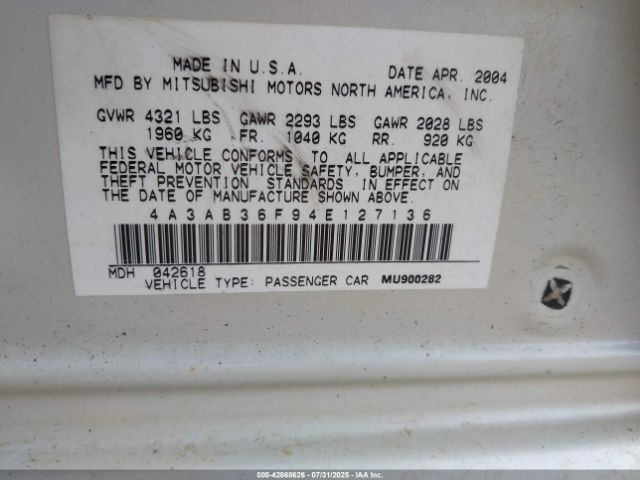 MADE IN U.S.A. DATE APR. 2004
MFD BY MITSUBISHI MOTORS NORTH AMERICA, INC.
GVWR 4321 LBS GAWR 2293 LBS GAWR 2028 LBS
1960 KG FR. 1040 KG RR. 920 KG
THIS VEHICLE CONFORMS TO ALL APPLICABLE
FEDERAL MOTOR VEHICLE SAFETY, BUMPER, AND
THEFT PREVENTION STANDARDS IN EFFECT ON
THE DATE OF MANUFACTURE SHOWN ABOVE.
4A3AB36F94E127136
MDH 042618
VEHICLE TYPE: PASSENGER CAR MU900282
000-42868626 - 07/31/2025 - IAA Inc.